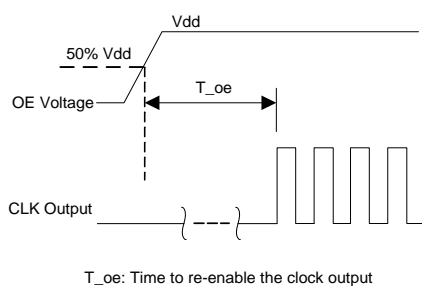 Vdd
50% Vdd
T_oe
OE Voltage
CLK Output
T_oe: Time to re-enable the clock output